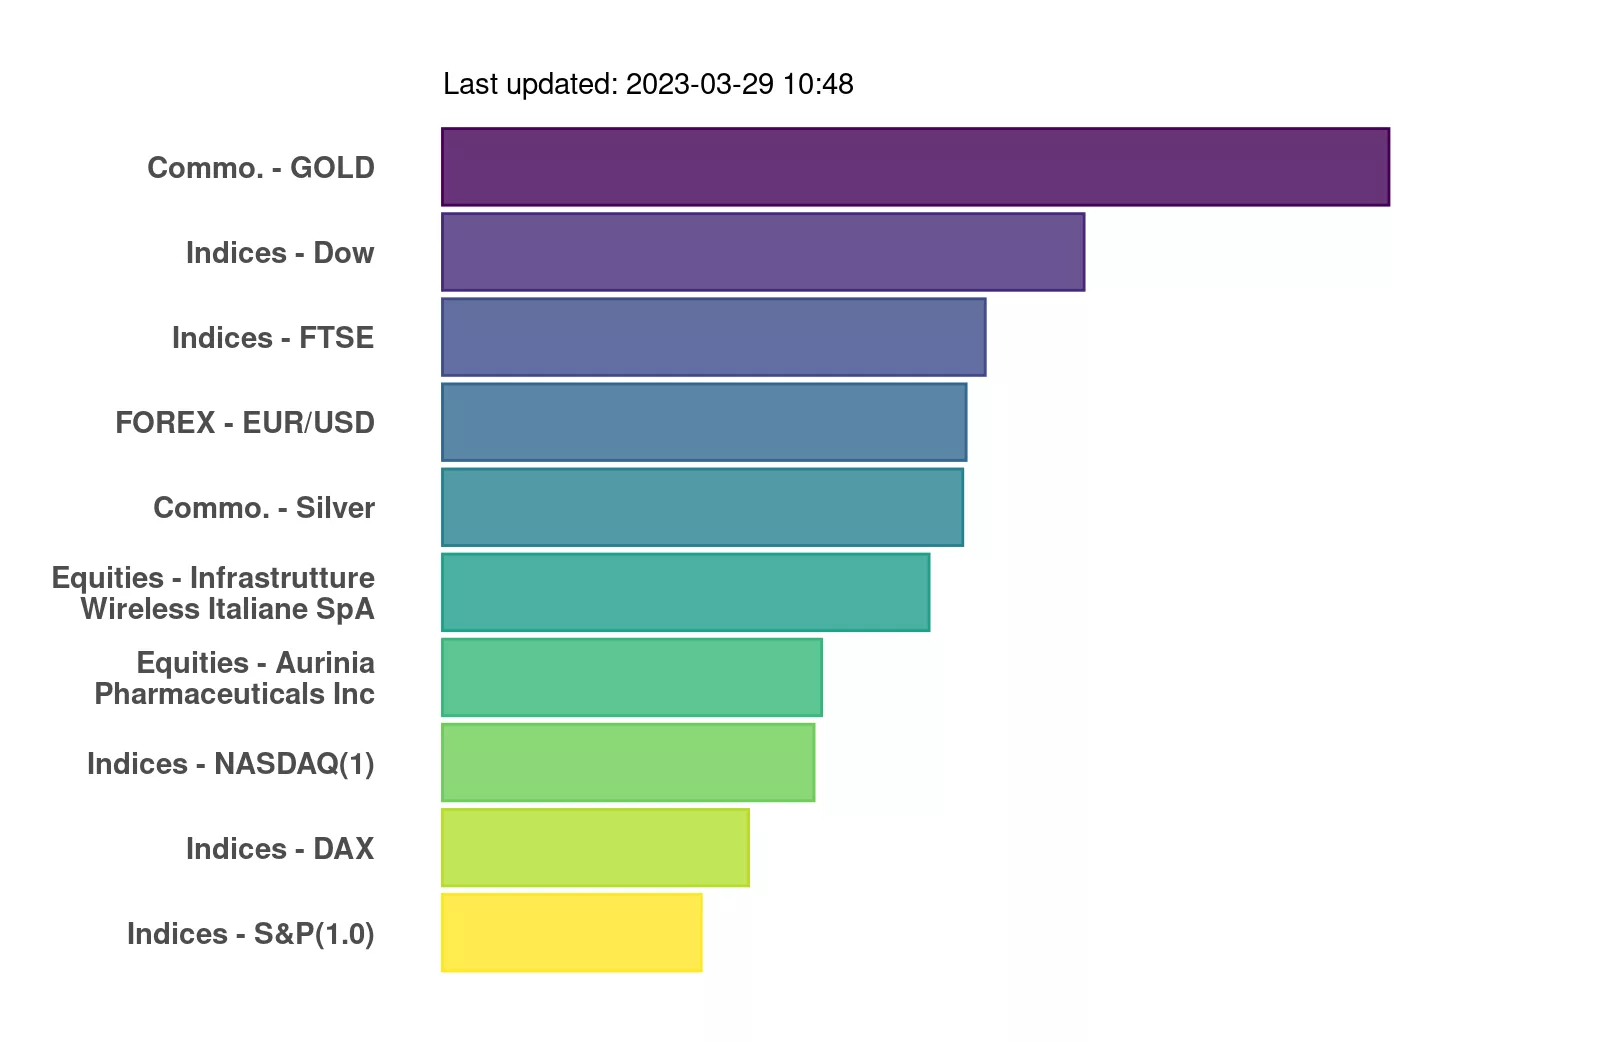 Last updated: 2023-03-29 10:48
Commo. - GOLD
Indices - Dow
Indices - FTSE
FOREX - EUR/USD
Commo. - Silver
Equities - Infrastrutture
Wireless Italiane SpA
Equities - Aurinia
Pharmaceuticals Inc
Indices - NASDAQ(1)
Indices - DAX
Indices - S&P(1.0)